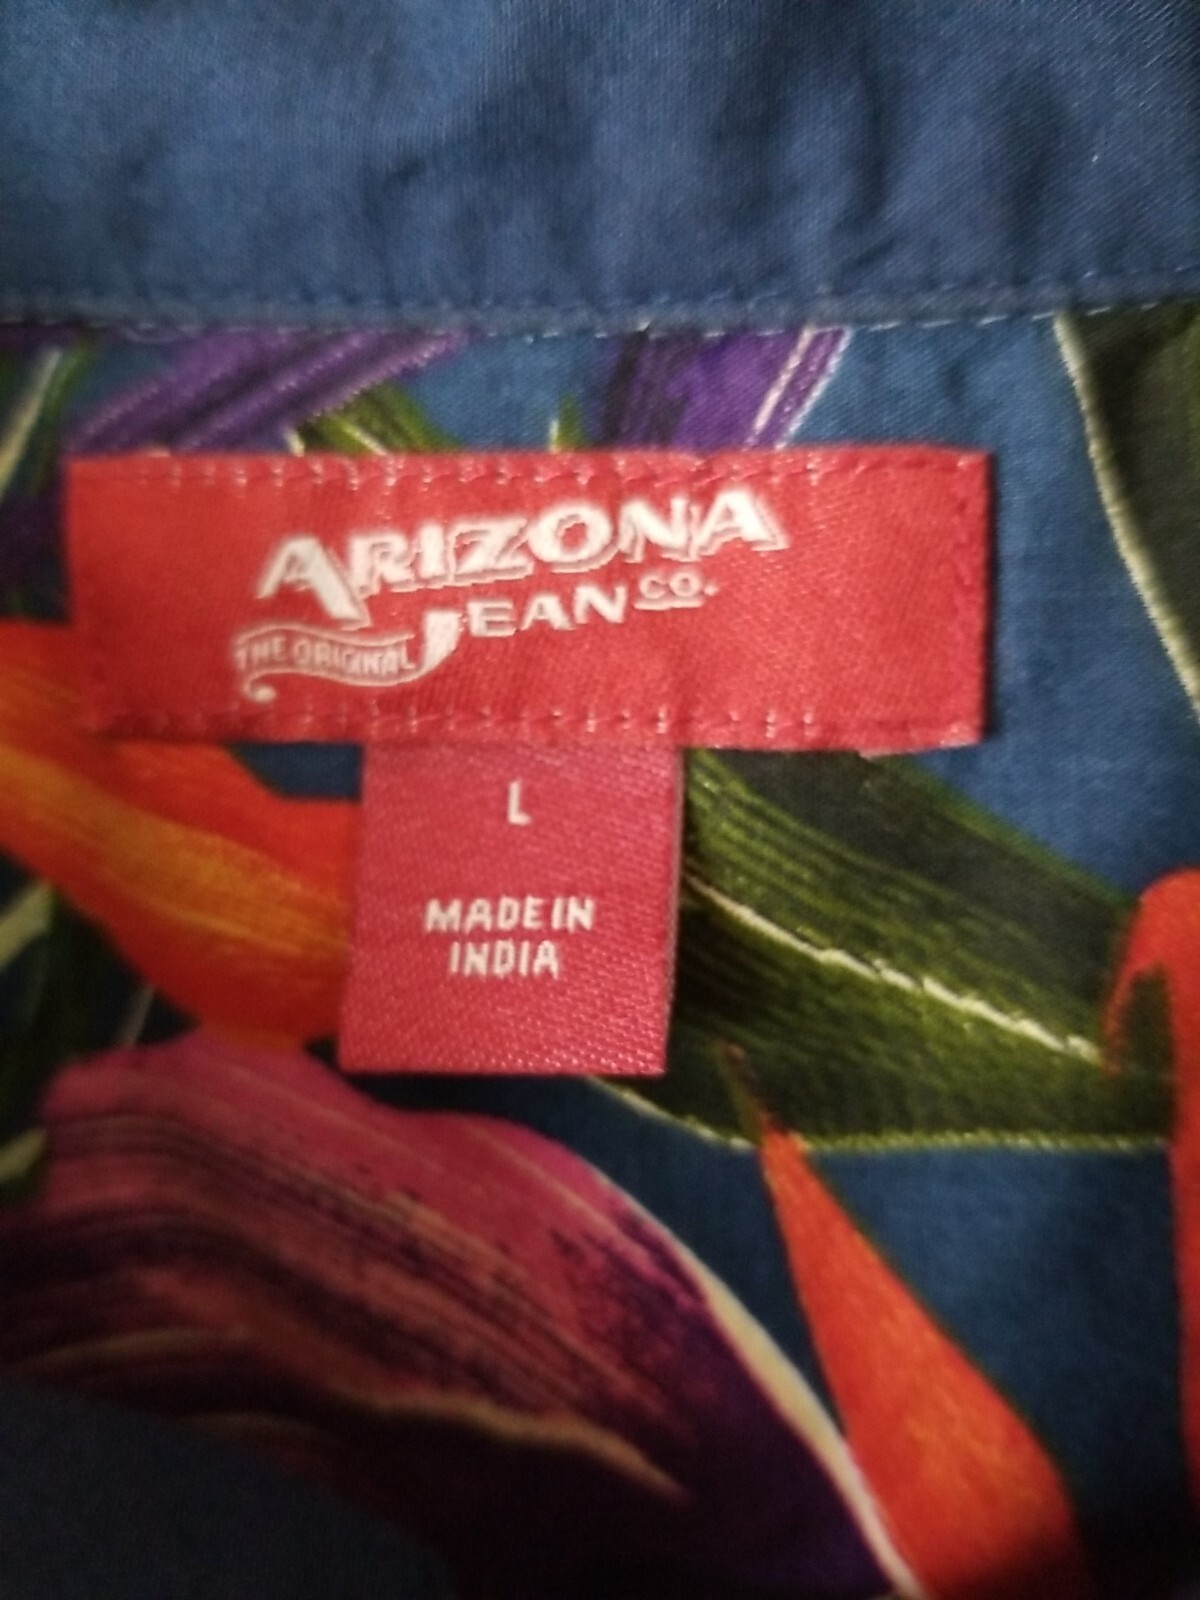 ARIZONA
JEAN CO.
THE ORIGINAL
L
MADE IN
INDIA